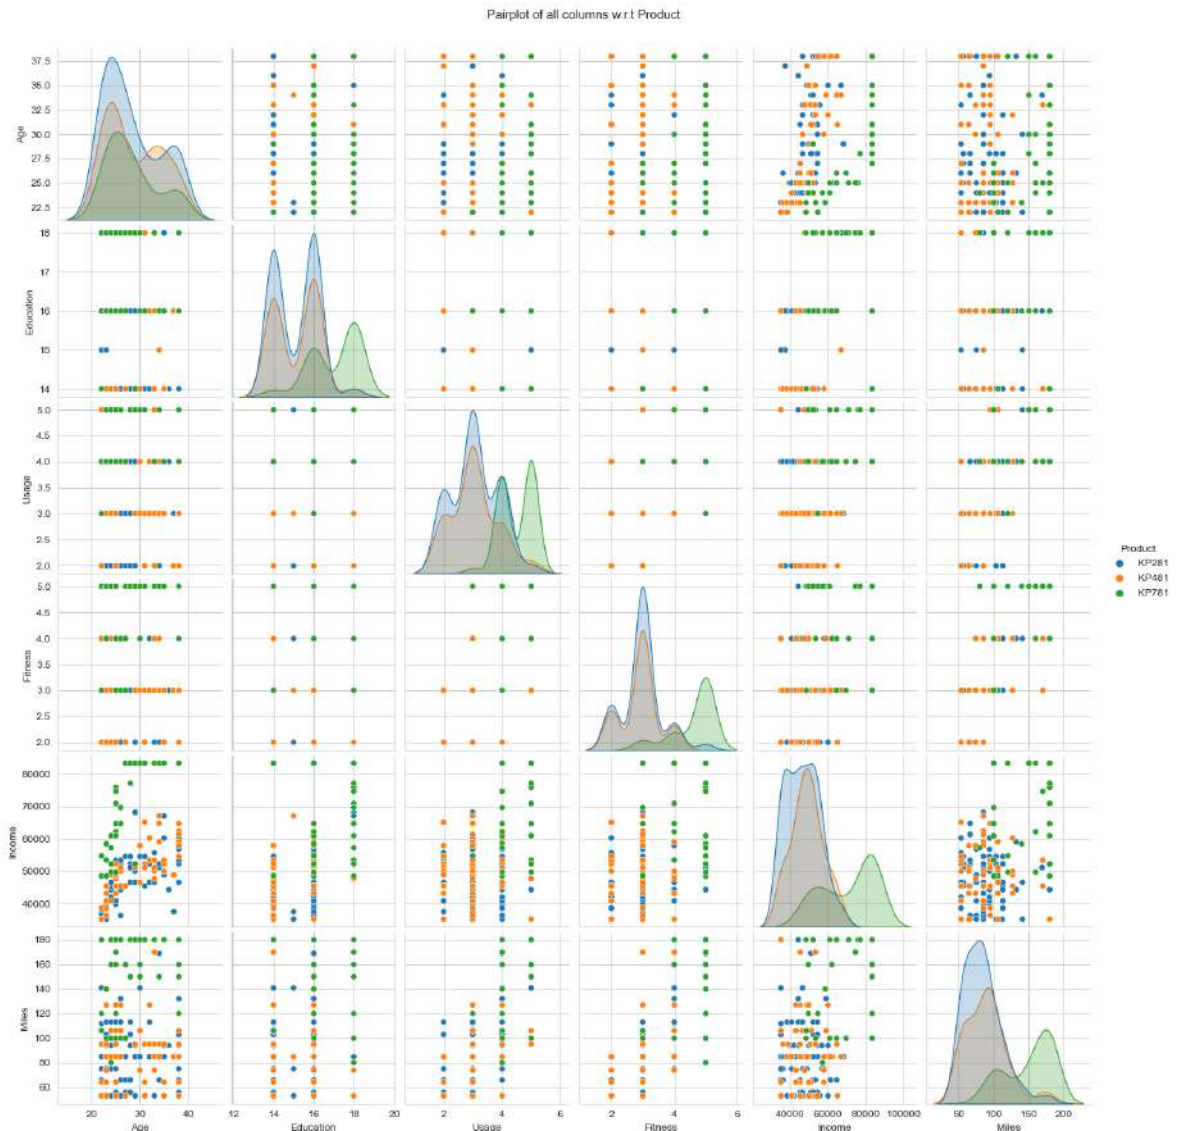 Pairplot of all columns w.r.t Product
37.5
35.0
32.5
30.0
27.5
25.0
22.5
Age
18
17
16
15
14
Education
5.0
4.5
4.0
3.5
3.0
2.5
2.0
Usage
5.0
4.5
4.0
3.5
3.0
2.5
2.0
Fitness
80000
70000
60000
50000
40000
Income
180
160
140
120
100
80
60
Miles
20 30 40
Age
12 14 16 18 20
Education
2 4 6
Usage
2 4 6
Fitness
40000 60000 80000 100000
Income
50 100 150 200
Miles
Product
KP281
KP481
KP781